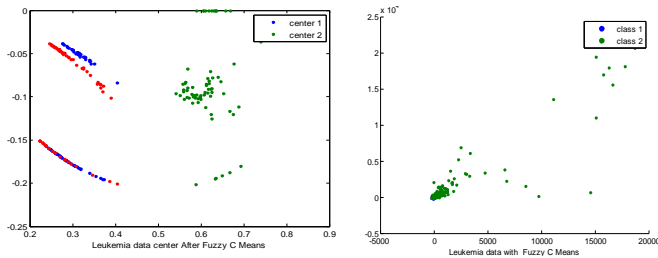 0
-0.05
-0.1
-0.15
-0.2
-0.25
0.2 0.3 0.4 0.5 0.6 0.7 0.8 0.9
center 1
center 2
Leukemia data center After Fuzzy C Means
2.5 x 10
2
1.5
1
0.5
0
-0.5
-5000 0 5000 10000 15000 20000
class 1
class 2
Leukemia data with Fuzzy C Means